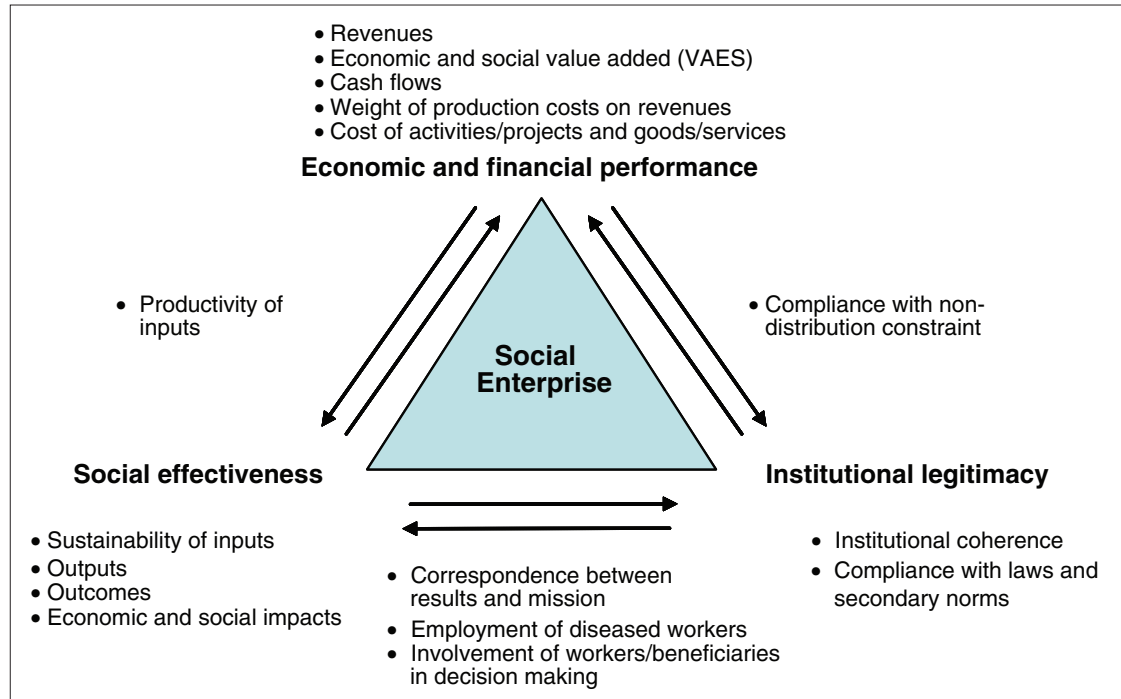 • Revenues
• Economic and social value added (VAES)
• Cash flows
• Weight of production costs on revenues
• Cost of activities/projects and goods/services
Economic and financial performance
• Productivity of
inputs
• Compliance with non-
distribution constraint
Social
Enterprise
Social effectiveness
Institutional legitimacy
• Sustainability of inputs
• Outputs
• Outcomes
• Economic and social impacts
• Correspondence between
results and mission
• Employment of diseased workers
• Involvement of workers/beneficiaries
in decision making
• Institutional coherence
• Compliance with laws and
secondary norms